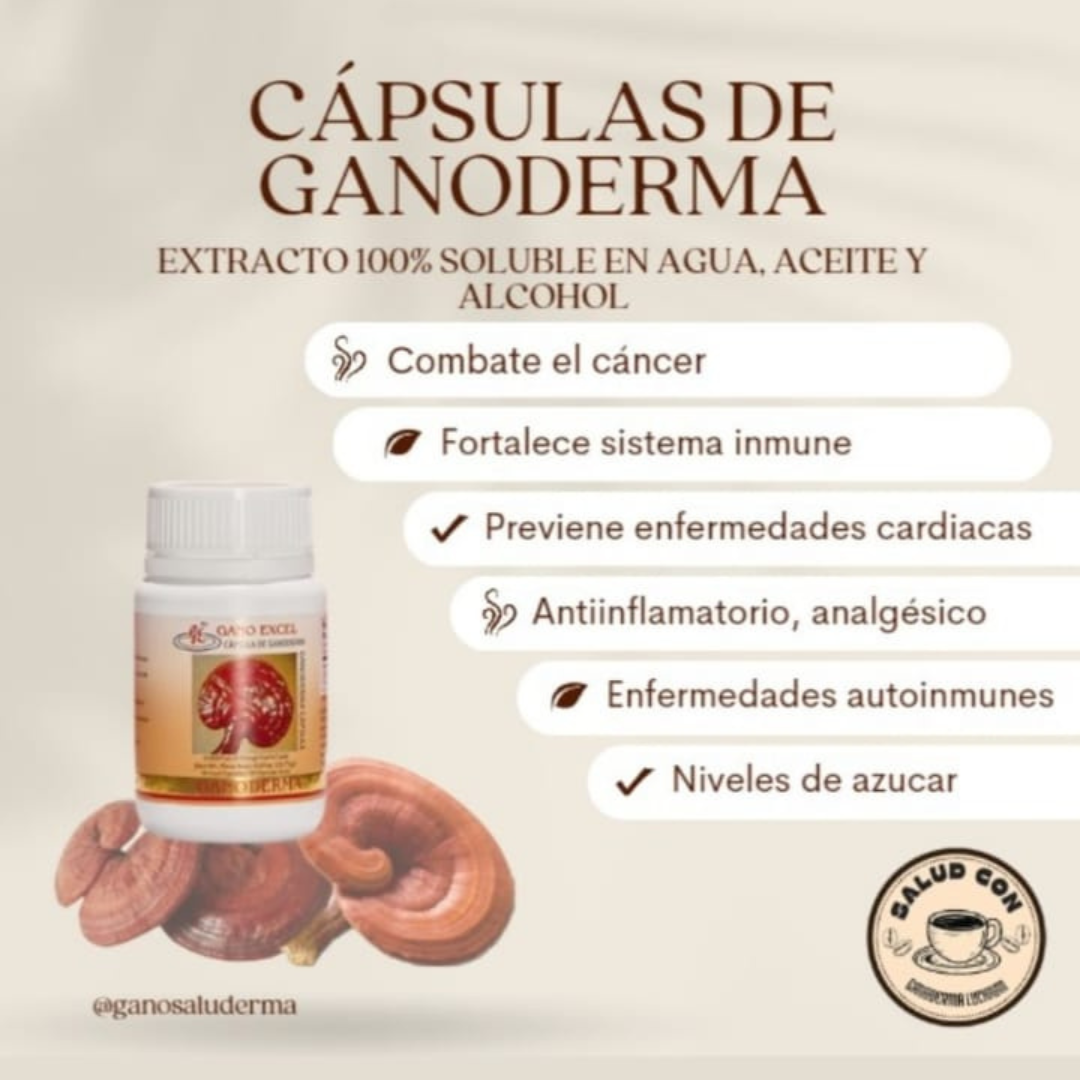 CÁPSULAS DE
GANODERMA
EXTRACTO 100% SOLUBLE EN AGUA, ACEITE Y
ALCOHOL
Combate el cáncer
Fortalece sistema inmune
Previene enfermedades cardiacas
Antiinflamatorio, analgésico
Enfermedades autoinmunes
Niveles de azucar
GANO EXCEL
GANODERMA
SALUD CON
@ganosaluderma